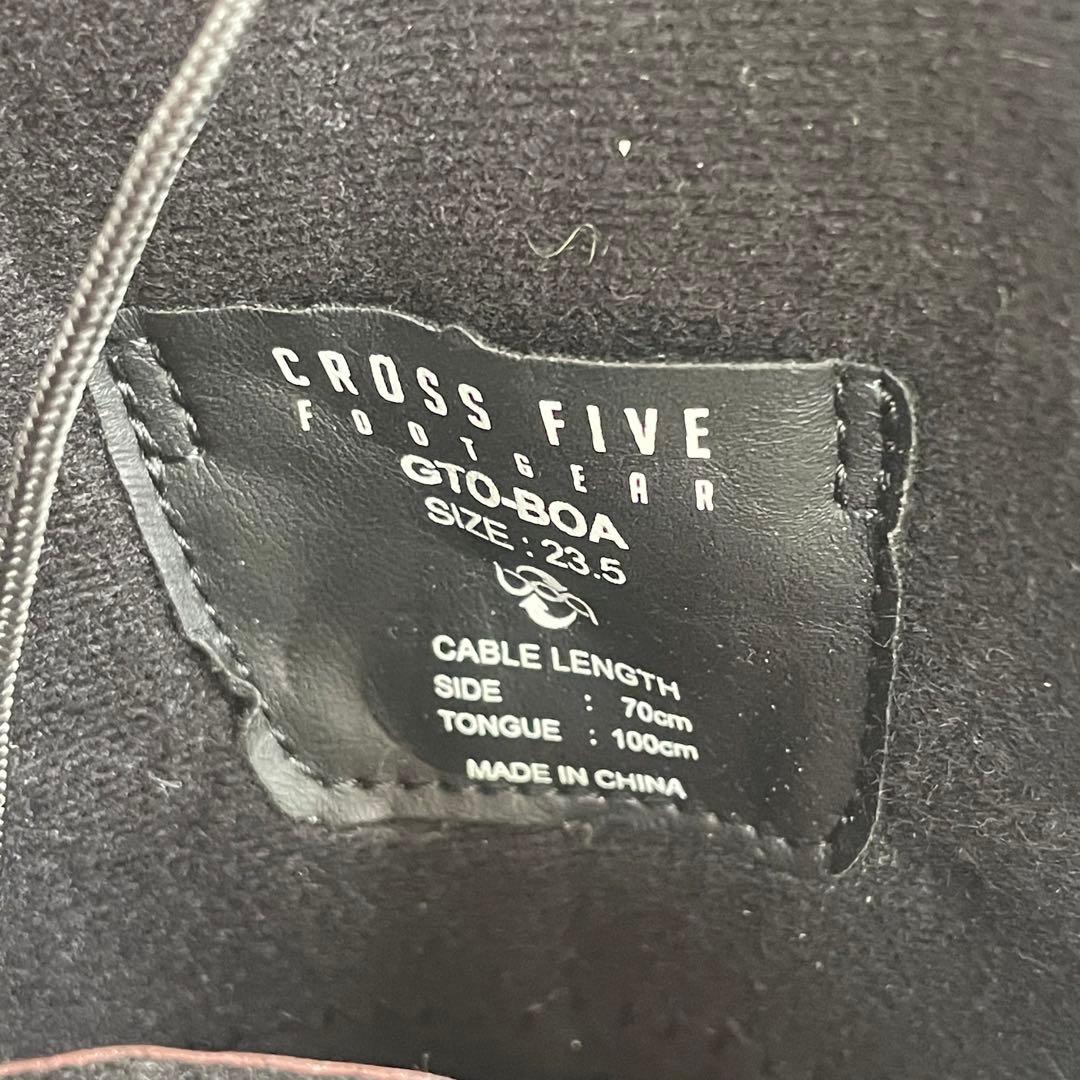 CROSS FIVE
FOOTGEAR
GTO-BOA
SIZE : 23.5
CABLE LENGTH
SIDE : 70cm
TONGUE : 100cm
MADE IN CHINA